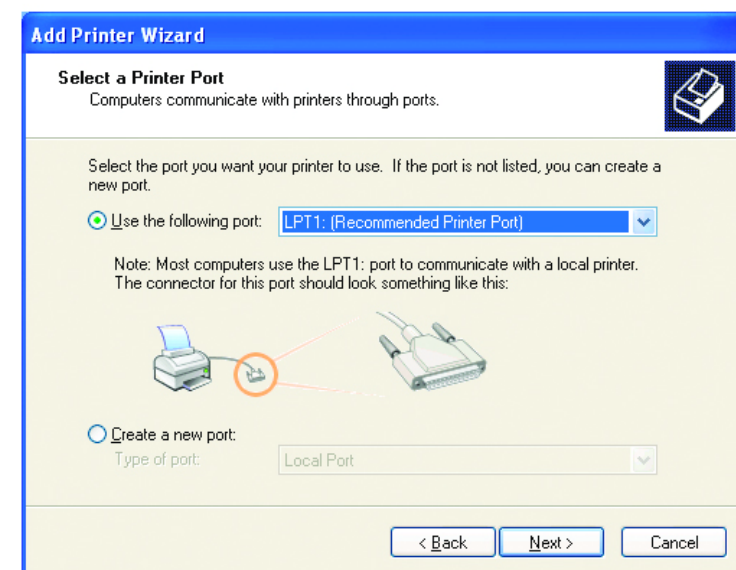 Add Printer Wizard
Select a Printer Port
Computers communicate with printers through ports.
Select the port you want your printer to use. If the port is not listed, you can create a
new port.
Use the following port: LPT1: (Recommended Printer Port)
Note: Most computers use the LPT1: port to communicate with a local printer.
The connector for this port should look something like this:
Create a new port:
Type of port: Local Port
< Back Next > Cancel